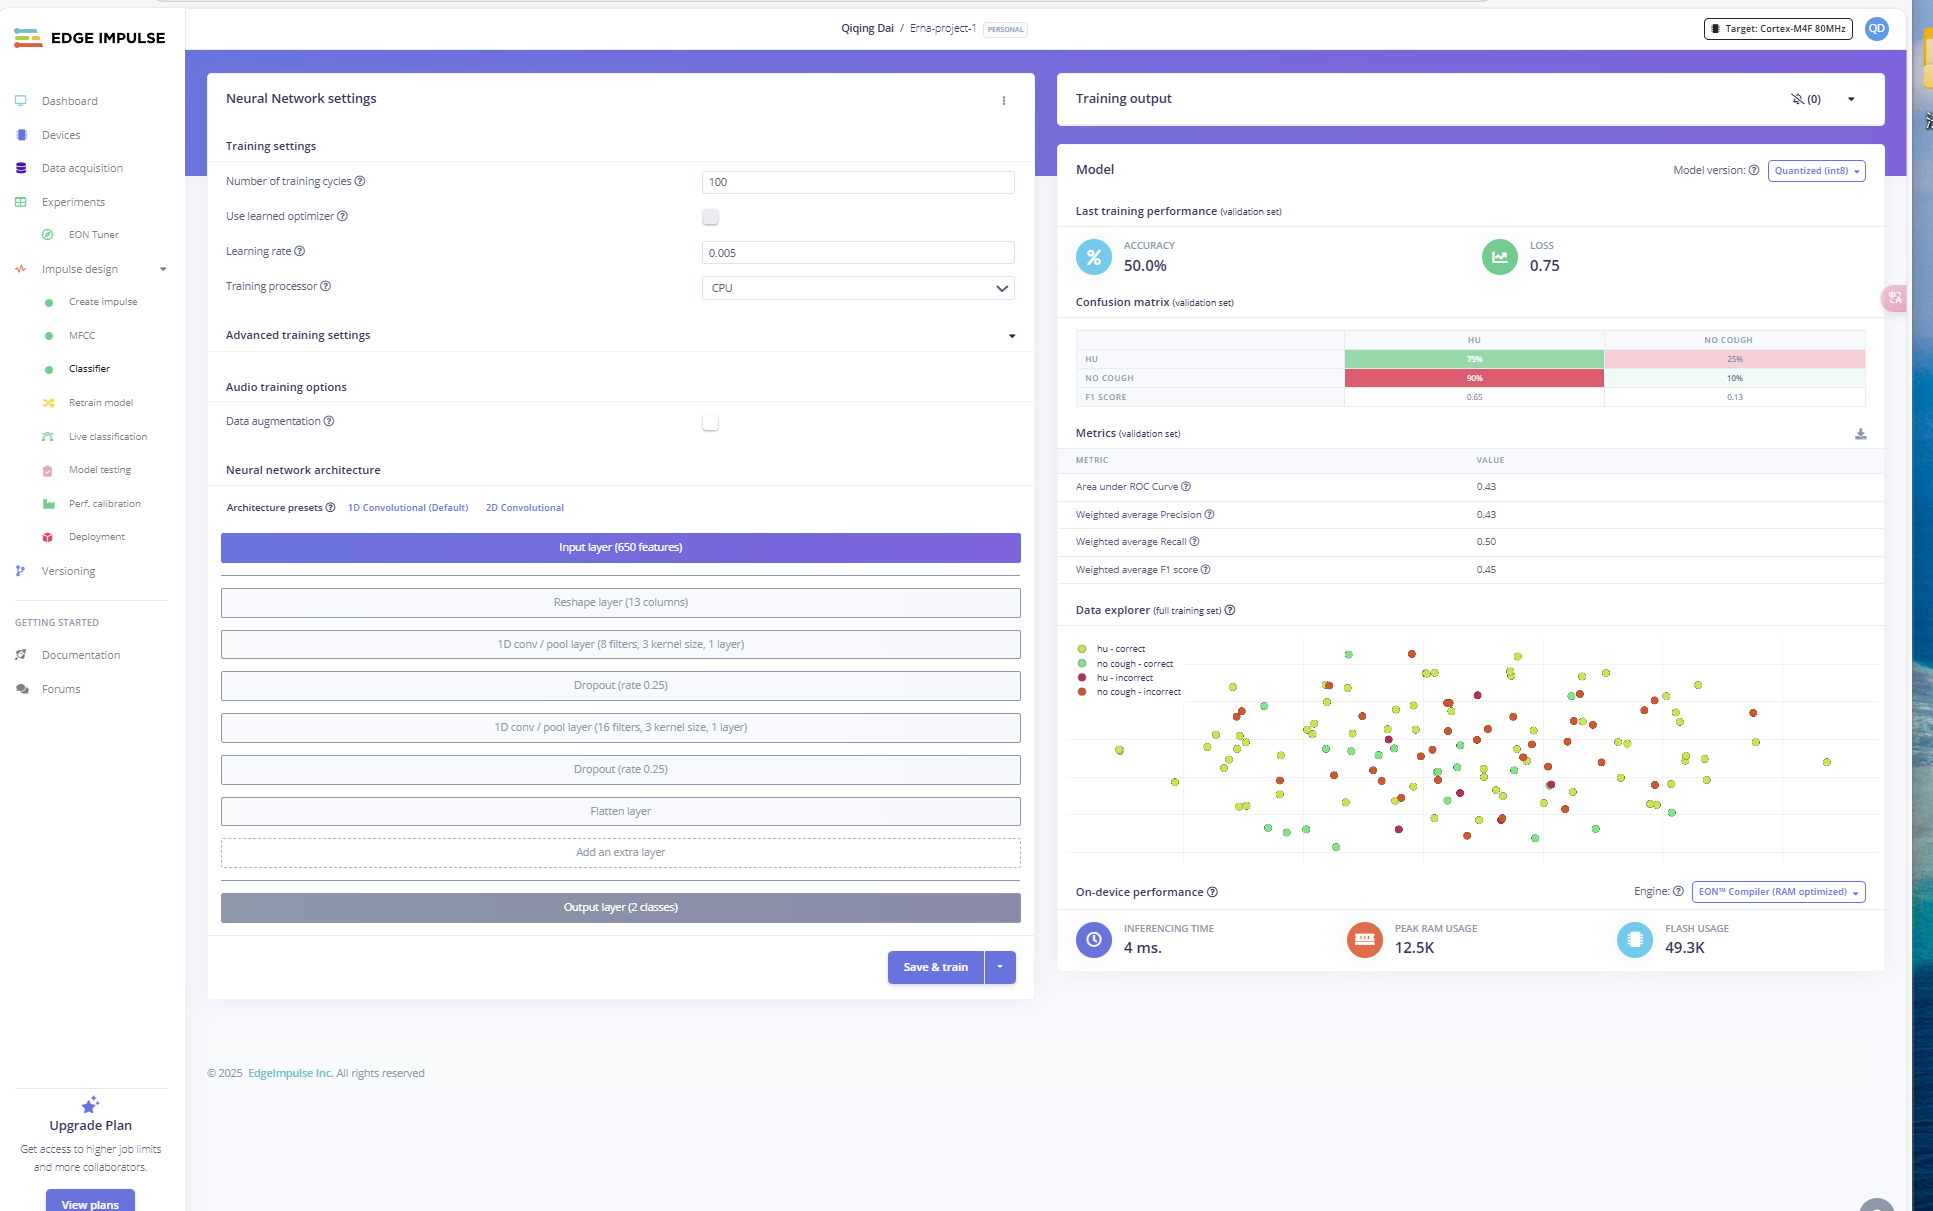 EDGE IMPULSE
Qiqing Dai / Erna-project-1 PERSONAL
Target: Cortex-M4F 80MHz
QD
Dashboard
Devices
Data acquisition
Experiments
EON Tuner
Impulse design
Create impulse
MFCC
Classifier
Retrain model
Live classification
Model testing
Perf. calibration
Deployment
Versioning
GETTING STARTED
Documentation
Forums
Upgrade Plan
Get access to higher job limits
and more collaborators.
View plans
Neural Network settings
Training settings
Number of training cycles
100
Use learned optimizer
Learning rate
0.005
Training processor
CPU
Advanced training settings
Audio training options
Data augmentation
Neural network architecture
Architecture presets 1D Convolutional (Default) 2D Convolutional
Input layer (650 features)
Reshape layer (13 columns)
1D conv / pool layer (8 filters, 3 kernel size, 1 layer)
Dropout (rate 0.25)
1D conv / pool layer (16 filters, 3 kernel size, 1 layer)
Dropout (rate 0.25)
Flatten layer
Add an extra layer
Output layer (2 classes)
Save & train
Training output
(0)
Model
Model version: Quantized (int8)
Last training performance (validation set)
% ACCURACY
50.0%
LOSS
0.75
Confusion matrix (validation set)
HU NO COUGH
HU 75% 25%
NO COUGH 90% 10%
F1 SCORE 0.65 0.13
Metrics (validation set)
METRIC VALUE
Area under ROC Curve 0.43
Weighted average Precision 0.43
Weighted average Recall 0.50
Weighted average F1 score 0.45
Data explorer (full training set)
hu - correct
no cough - correct
hu - incorrect
no cough - incorrect
On-device performance
Engine: EON™ Compiler (RAM optimized)
INFERENCING TIME
4 ms.
PEAK RAM USAGE
12.5K
FLASH USAGE
49.3K
© 2025 EdgeImpulse Inc. All rights reserved